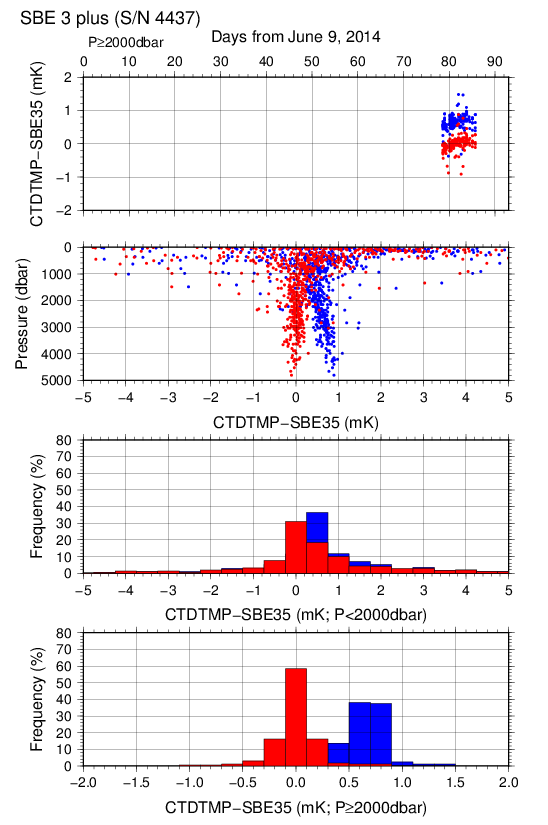 SBE 3 plus (S/N 4437)
P≥2000dbar
Days from June 9, 2014
0 10 20 30 40 50 60 70 80 90
CTDTMP−SBE35 (mK)
2
1
0
−1
−2
Pressure (dbar)
0
1000
2000
3000
4000
5000
−5 −4 −3 −2 −1 0 1 2 3 4 5
CTDTMP−SBE35 (mK)
Frequency (%)
80
70
60
50
40
30
20
10
0
−5 −4 −3 −2 −1 0 1 2 3 4 5
CTDTMP−SBE35 (mK; P<2000dbar)
Frequency (%)
80
70
60
50
40
30
20
10
0
−2.0 −1.5 −1.0 −0.5 0.0 0.5 1.0 1.5 2.0
CTDTMP−SBE35 (mK; P≥2000dbar)